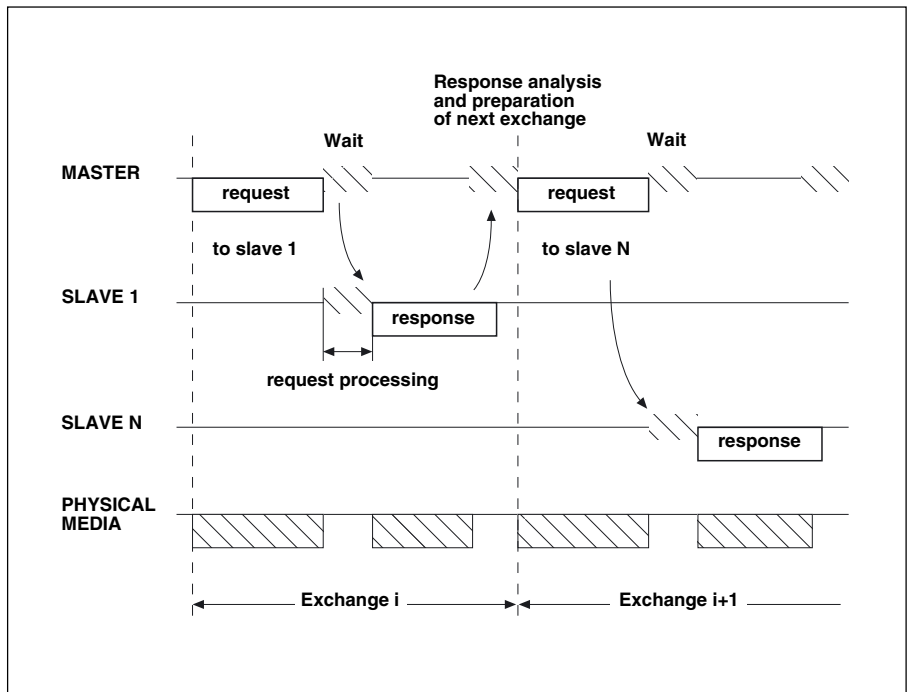 Response analysis
and preparation
of next exchange
Wait
Wait
MASTER
request
request
to slave 1
to slave N
SLAVE 1
response
request processing
SLAVE N
response
PHYSICAL
MEDIA
Exchange i
Exchange i+1